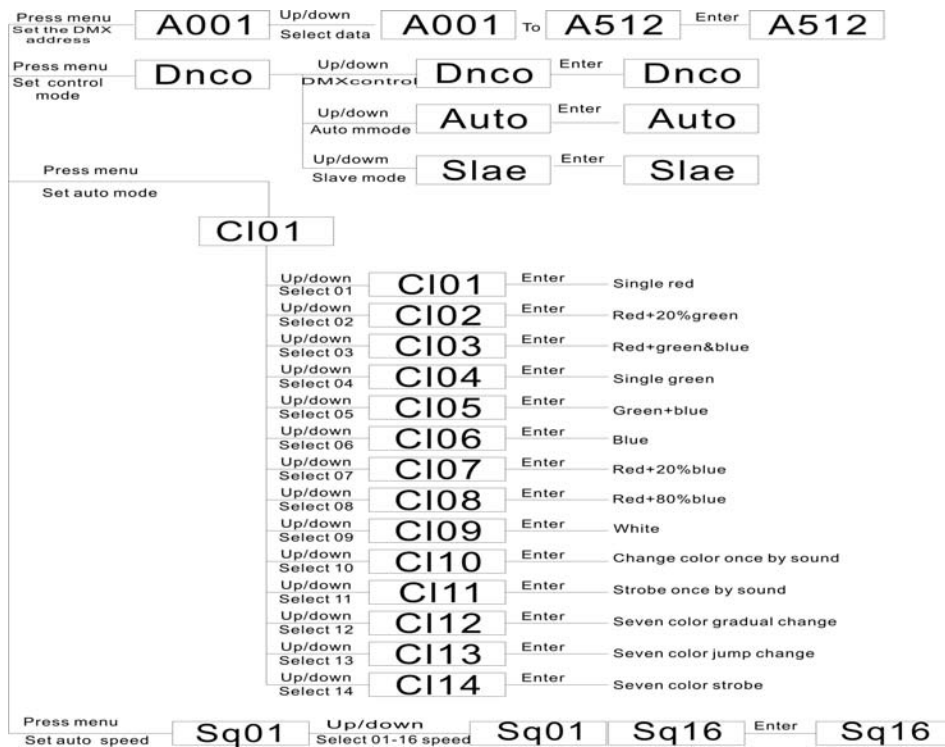 Press menu
Set the DMX address
A001
Up/down
Select data
A001
To
A512
Enter
A512
Press menu
Set control mode
Dnco
Up/down
DMXcontrol
Dnco
Enter
Dnco
Up/down
Auto mmode
Auto
Enter
Auto
Up/dowm
Slave mode
Slae
Enter
Slae
Press menu
Set auto mode
Cl01
Up/down
Select 01
Cl01
Enter
Single red
Up/down
Select 02
Cl02
Enter
Red+20%green
Up/down
Select 03
Cl03
Enter
Red+green&blue
Up/down
Select 04
Cl04
Enter
Single green
Up/down
Select 05
Cl05
Enter
Green+blue
Up/down
Select 06
Cl06
Enter
Blue
Up/down
Select 07
Cl07
Enter
Red+20%blue
Up/down
Select 08
Cl08
Enter
Red+80%blue
Up/down
Select 09
Cl09
Enter
White
Up/down
Select 10
Cl10
Enter
Change color once by sound
Up/down
Select 11
Cl11
Enter
Strobe once by sound
Up/down
Select 12
Cl12
Enter
Seven color gradual change
Up/down
Select 13
Cl13
Enter
Seven color jump change
Up/down
Select 14
Cl14
Enter
Seven color strobe
Press menu
Set auto speed
Sq01
Up/down
Select 01-16 speed
Sq01
Sq16
Enter
Sq16